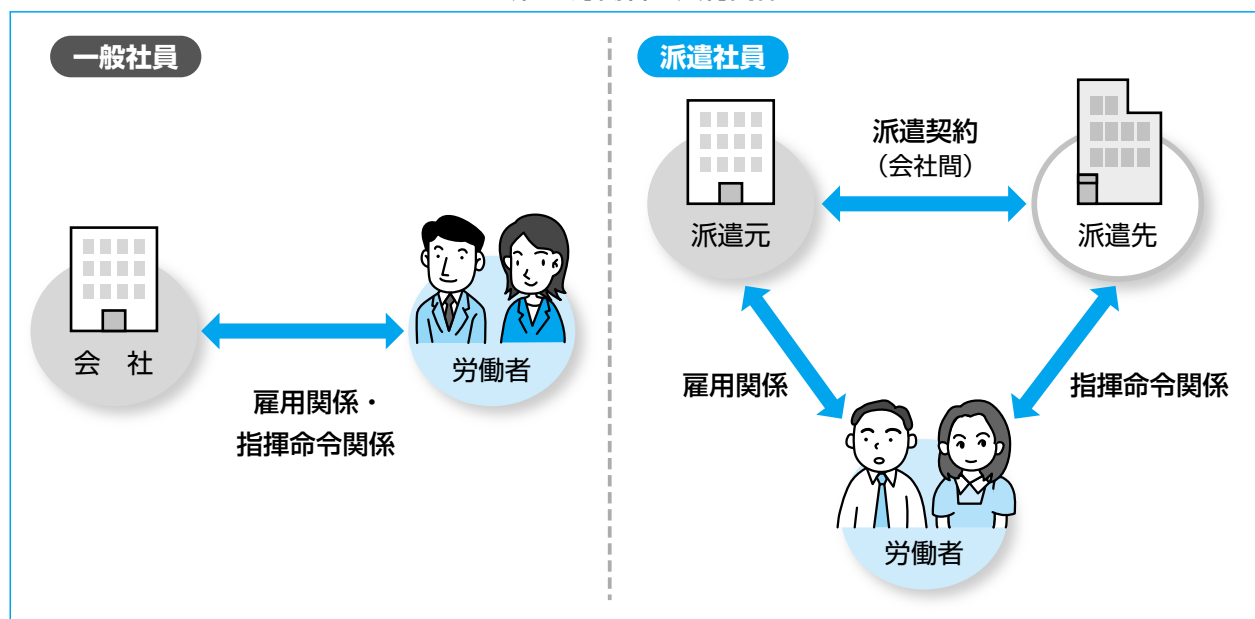 一般社員
会　社
労働者
雇用関係・
指揮命令関係
派遣社員
派遣元
派遣契約
（会社間）
派遣先
雇用関係
指揮命令関係
労働者